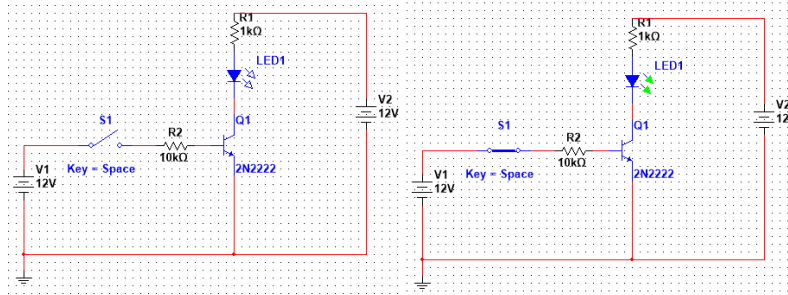 R1
1kΩ
LED1
V2
12V
S1
R2
Q1
10kΩ
2N2222
Key = Space
V1
12V
R1
1kΩ
LED1
V2
12
S1
R2
Q1
10kΩ
2N2222
Key = Space
V1
12V